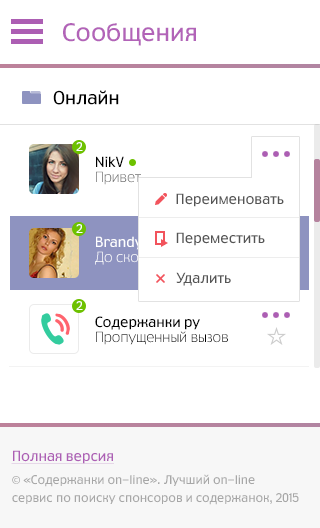 Сообщения
Онлайн
2
NikV
Привет
Переименовать
Переместить
Удалить
2
Brandy
До ско
2
Содержанки ру
Пропущенный вызов
Полная версия
© «Содержанки on-line». Лучший on-line
сервис по поиску спонсоров и содержанок, 2015